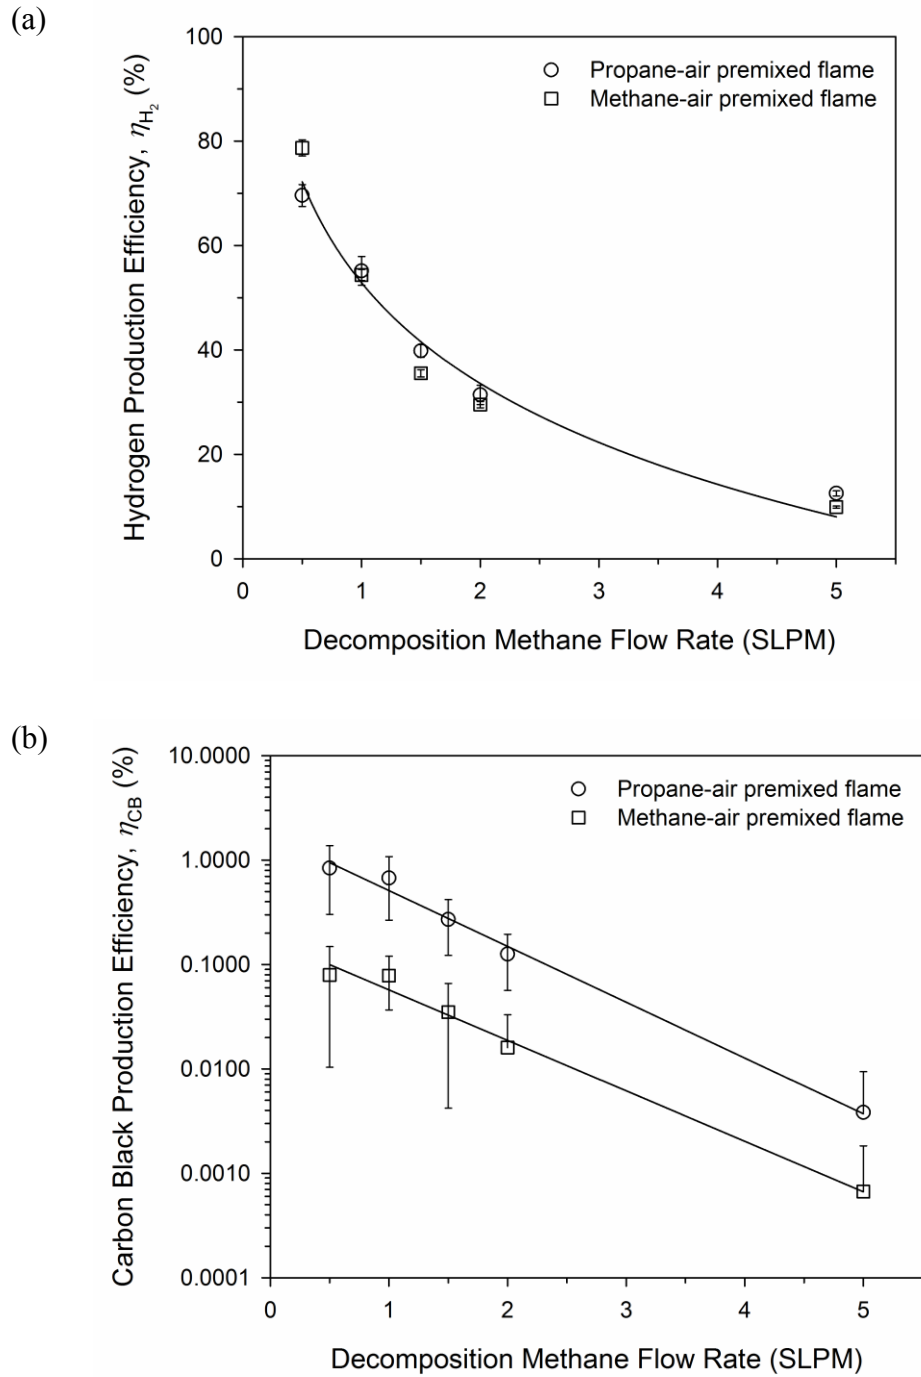 (a)
100
80
60
40
20
0
0 1 2 3 4 5
Hydrogen Production Efficiency, ηH₂ (%)
Propane-air premixed flame
Methane-air premixed flame
Decomposition Methane Flow Rate (SLPM)
(b)
10.0000
1.0000
0.1000
0.0100
0.0010
0.0001
0 1 2 3 4 5
Carbon Black Production Efficiency, ηCB (%)
Propane-air premixed flame
Methane-air premixed flame
Decomposition Methane Flow Rate (SLPM)